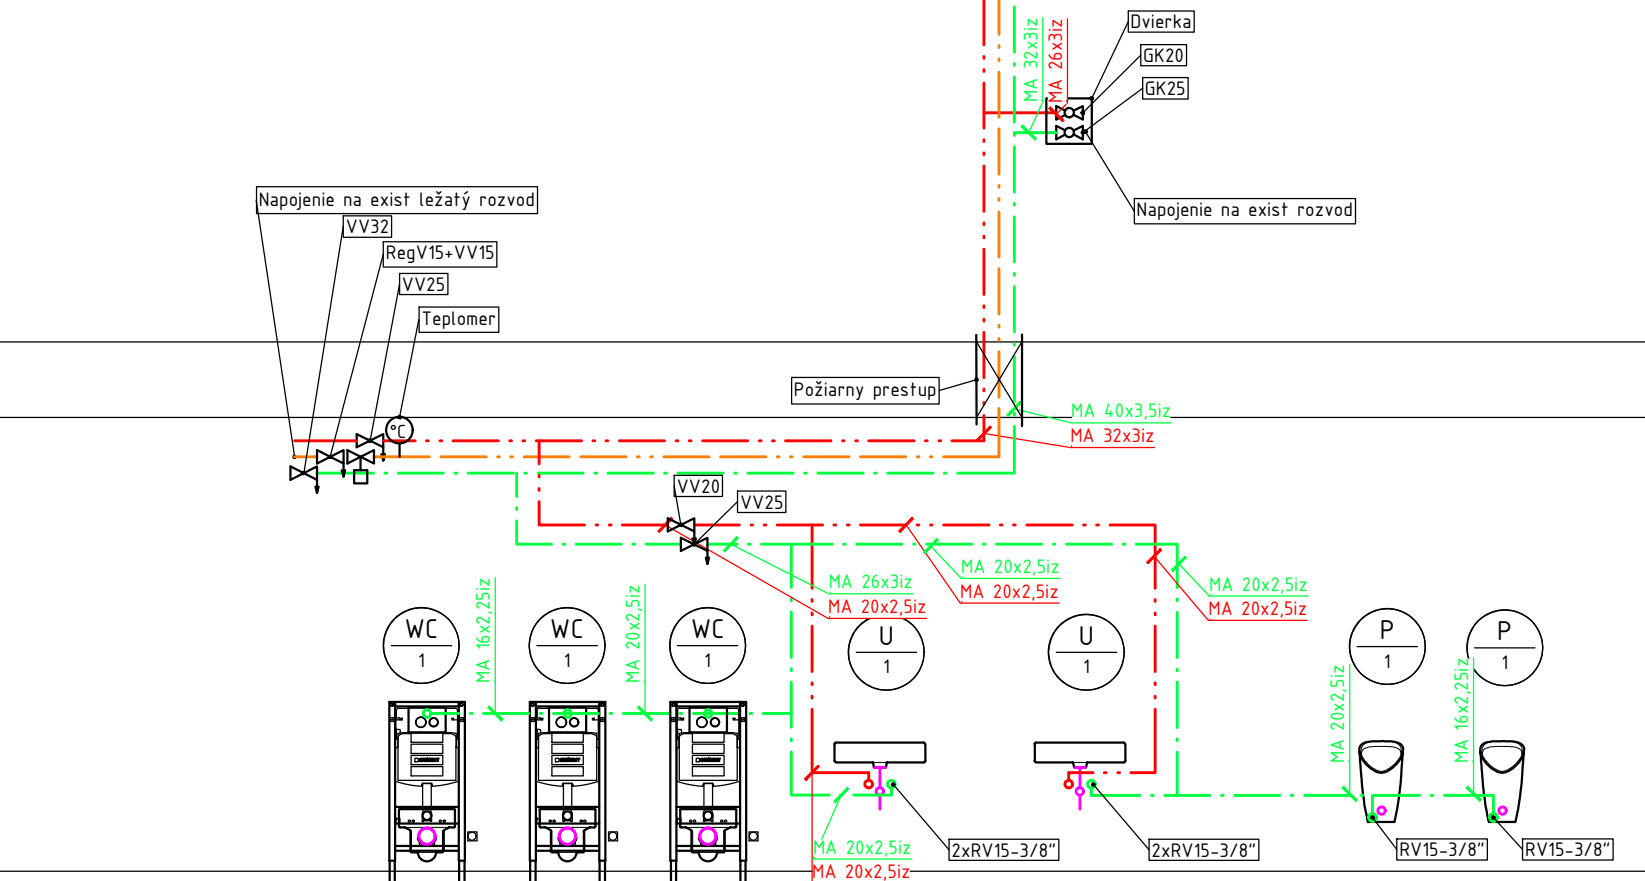 MA 32x3iz
MA 26x3iz
Dvierka
GK20
GK25
Napojenie na exist ležatý rozvod
Napojenie na exist rozvod
VV32
RegV15+VV15
VV25
Teplomer
Požiarny prestup
°C
MA 40x3,5iz
MA 32x3iz
VV20
VV25
MA 26x3iz
MA 20x2,5iz
MA 20x2,5iz
MA 20x2,5iz
MA 20x2,5iz
MA 20x2,5iz
WC
1
MA 16x2,25iz
WC
1
MA 20x2,5iz
WC
1
U
1
U
1
P
1
P
1
MA 20x2,5iz
MA 16x2,25iz
MA 20x2,5iz
MA 20x2,5iz
2xRV15-3/8"
2xRV15-3/8"
RV15-3/8"
RV15-3/8"